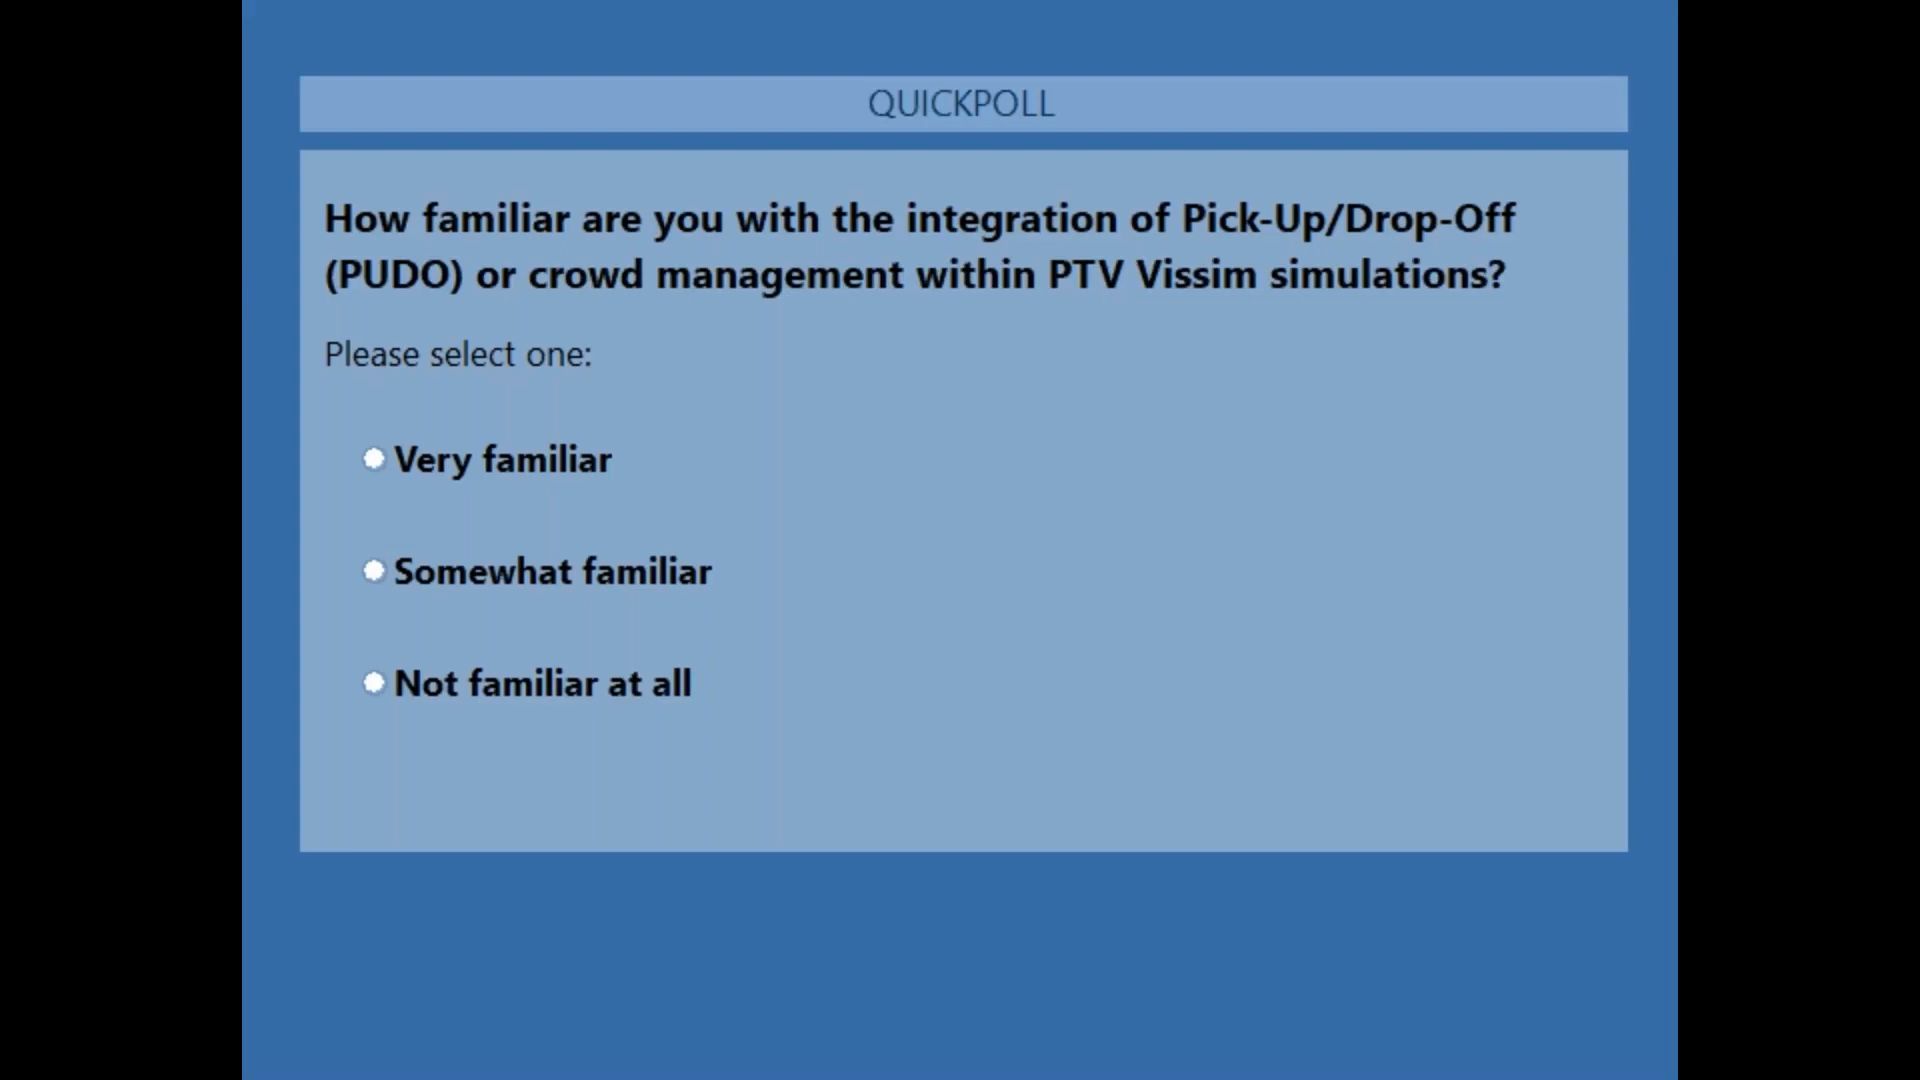 QUICKPOLL
How familiar are you with the integration of Pick-Up/Drop-Off
(PUDO) or crowd management within PTV Vissim simulations?
Please select one:
Very familiar
Somewhat familiar
Not familiar at all